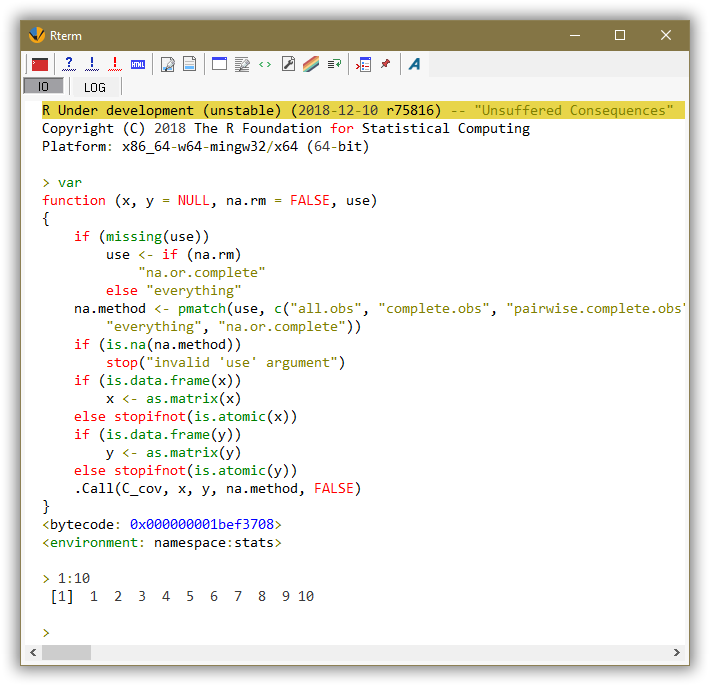 Rterm
? ! ! HTML <> A
IO LOG
R Under development (unstable) (2018-12-10 r75816) -- "Unsuffered Consequences"
Copyright (C) 2018 The R Foundation for Statistical Computing
Platform: x86_64-w64-mingw32/x64 (64-bit)
> var
function (x, y = NULL, na.rm = FALSE, use)
{
    if (missing(use))
        use <- if (na.rm)
            "na.or.complete"
        else "everything"
    na.method <- pmatch(use, c("all.obs", "complete.obs", "pairwise.complete.obs"
        "everything", "na.or.complete"))
    if (is.na(na.method))
        stop("invalid 'use' argument")
    if (is.data.frame(x))
        x <- as.matrix(x)
    else stopifnot(is.atomic(x))
    if (is.data.frame(y))
        y <- as.matrix(y)
    else stopifnot(is.atomic(y))
    .Call(C_cov, x, y, na.method, FALSE)
}
<bytecode: 0x000000001bef3708>
<environment: namespace:stats>
> 1:10
 [1]  1  2  3  4  5  6  7  8  9 10
>